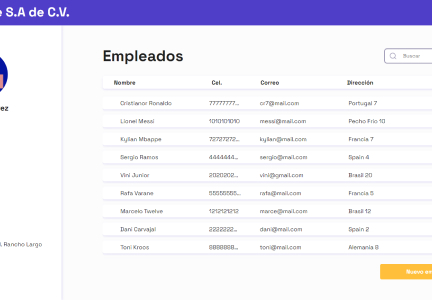 e S.A de C.V.
Empleados
Buscar
Nombre Cel. Correo Dirección
Cristianor Ronaldo 77777777... cr7@mail.com Portugal 7
Lionel Messi 1010101010 messi@mail.com Pecho Frio 10
Kylian Mbappe 72727272... kylian@mail.com Francia 7
ez
Sergio Ramos 4444444... sergio@mail.com Spain 4
Vini Junior 2020202... vini@gmail.com Brasil 20
Rafa Varane 55555555... rafa@mail.com Francia 5
Marcelo Twelve 1212121212 marce@mail.com Brasil 12
Dani Carvajal 2222222... dani@mail.com Spain 2
, Rancho Largo
Toni Kroos 8888888... toni@mail.com Alemania 8
Nuevo em